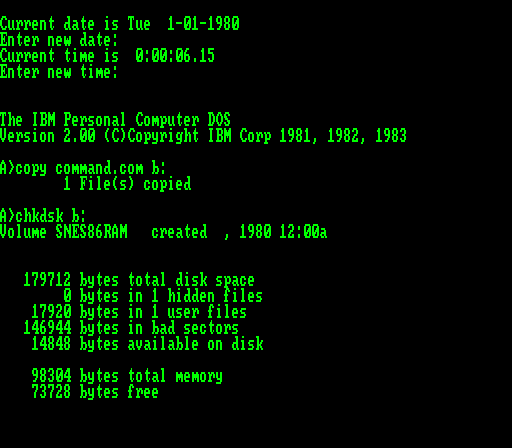 Current date is Tue  1-01-1980
Enter new date:
Current time is  0:00:06.15
Enter new time:
The IBM Personal Computer DOS
Version 2.00 (C)Copyright IBM Corp 1981, 1982, 1983
A>copy command.com b:
        1 File(s) copied
A>chkdsk b:
Volume SNES86RAM   created  , 1980 12:00a
   179712 bytes total disk space
        0 bytes in 1 hidden files
    17920 bytes in 1 user files
   146944 bytes in bad sectors
    14848 bytes available on disk
    98304 bytes total memory
    73728 bytes free